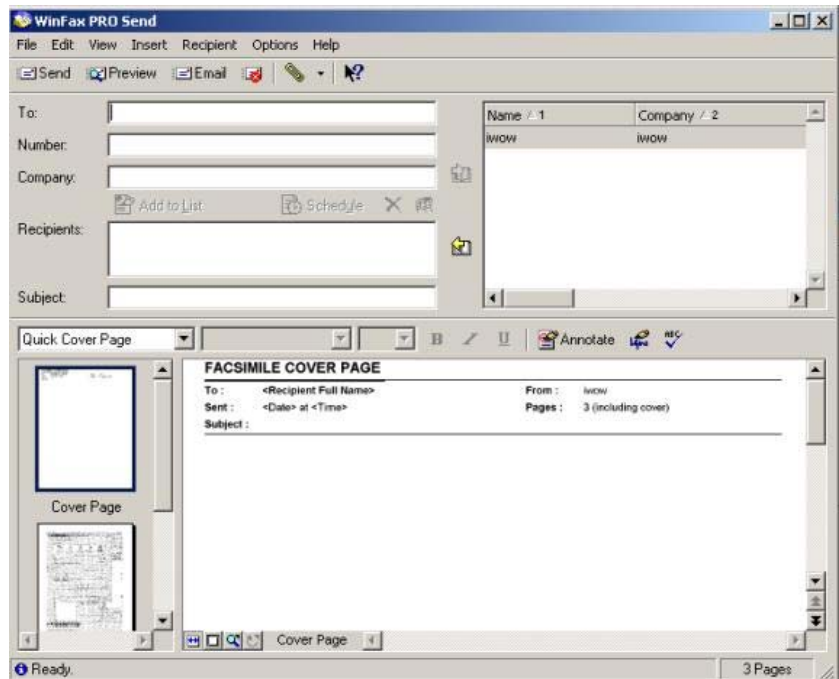 WinFax PRO Send
File Edit View Insert Recipient Options Help
Send Preview Email
To:
Number:
Company:
Add to List Schedule
Recipients:
Subject:
Name / 1 Company / 2
iwow iwow
Quick Cover Page B I U Annotate
FACSIMILE COVER PAGE
To : <Recipient Full Name> From : iwow
Sent : <Date> at <Time> Pages : 3 (including cover)
Subject :
Cover Page
Cover Page
Ready. 3 Pages